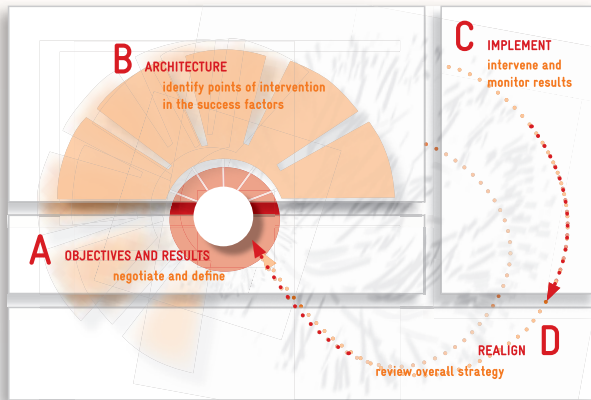 A OBJECTIVES AND RESULTS
negotiate and define
B ARCHITECTURE
identify points of intervention
in the success factors
C IMPLEMENT
intervene and
monitor results
REALIGN D
review overall strategy